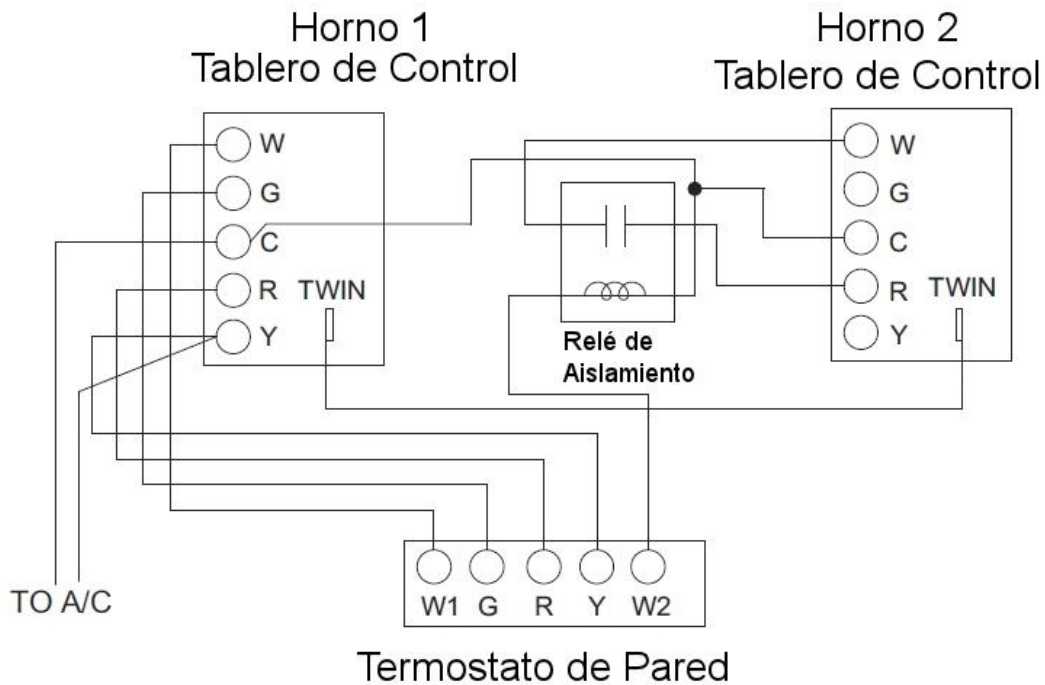 Horno 1
Tablero de Control
Horno 2
Tablero de Control
W
G
C
R TWIN
Y
W
G
C
R TWIN
Y
Relé de
Aislamiento
TO A/C
W1 G R Y W2
Termostato de Pared